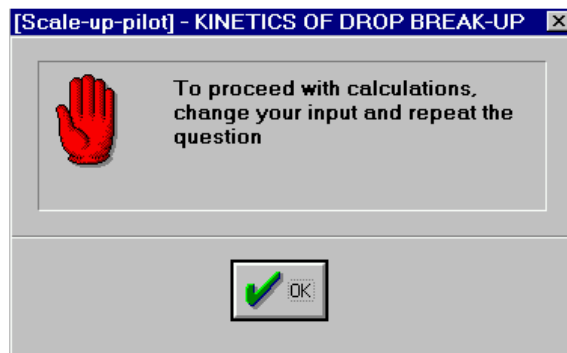 [Scale-up-pilot] - KINETICS OF DROP BREAK-UP
To proceed with calculations,
change your input and repeat the
question
OK